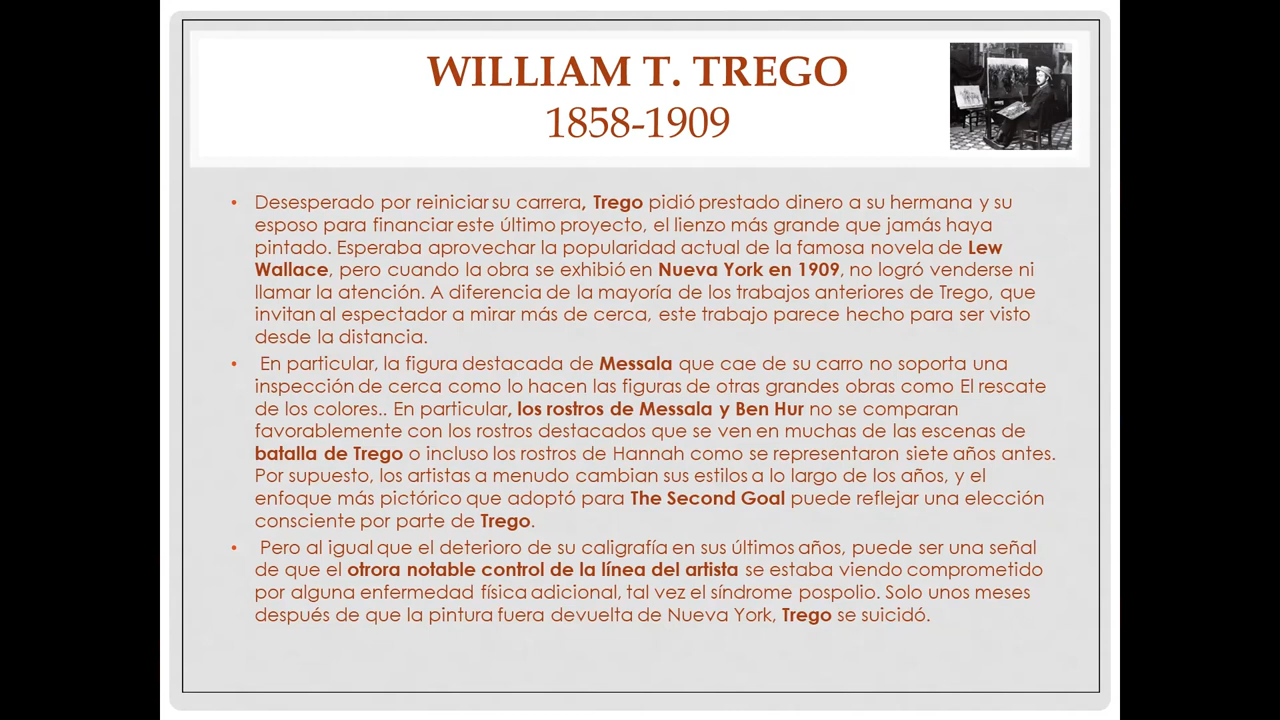 WILLIAM T. TREGO
1858-1909
• Desesperado por reiniciar su carrera, Trego pidió prestado dinero a su hermana y su
esposo para financiar este último proyecto, el lienzo más grande que jamás haya
pintado. Esperaba aprovechar la popularidad actual de la famosa novela de Lew
Wallace, pero cuando la obra se exhibió en Nueva York en 1909, no logró venderse ni
llamar la atención. A diferencia de la mayoría de los trabajos anteriores de Trego, que
invitan al espectador a mirar más de cerca, este trabajo parece hecho para ser visto
desde la distancia.
• En particular, la figura destacada de Messala que cae de su carro no soporta una
inspección de cerca como lo hacen las figuras de otras grandes obras como El rescate
de los colores.. En particular, los rostros de Messala y Ben Hur no se comparan
favorablemente con los rostros destacados que se ven en muchas de las escenas de
batalla de Trego o incluso los rostros de Hannah como se representaron siete años antes.
Por supuesto, los artistas a menudo cambian sus estilos a lo largo de los años, y el
enfoque más pictórico que adoptó para The Second Goal puede reflejar una elección
consciente por parte de Trego.
• Pero al igual que el deterioro de su caligrafía en sus últimos años, puede ser una señal
de que el otrora notable control de la línea del artista se estaba viendo comprometido
por alguna enfermedad física adicional, tal vez el síndrome pospolio. Solo unos meses
después de que la pintura fuera devuelta de Nueva York, Trego se suicidó.